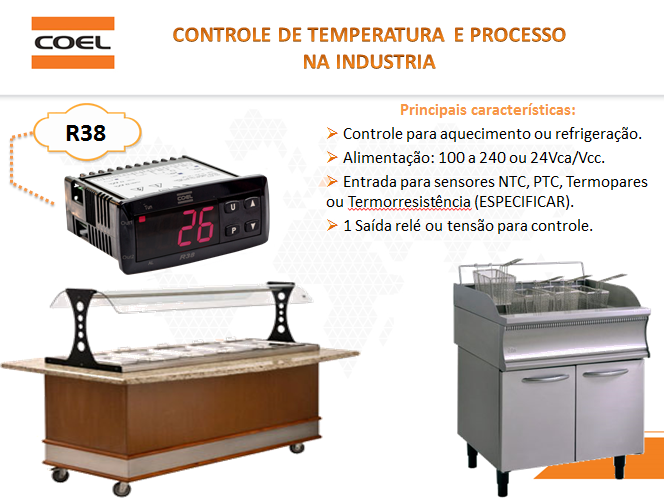 COEL
CONTROLE DE TEMPERATURA E PROCESSO
NA INDUSTRIA
Principais características:
R38
Controle para aquecimento ou refrigeração.
Alimentação: 100 a 240 ou 24Vca/Vcc.
Entrada para sensores NTC, PTC, Termopares
ou Termorresistência (ESPECIFICAR).
1 Saída relé ou tensão para controle.
COEL
26
U
P
R38